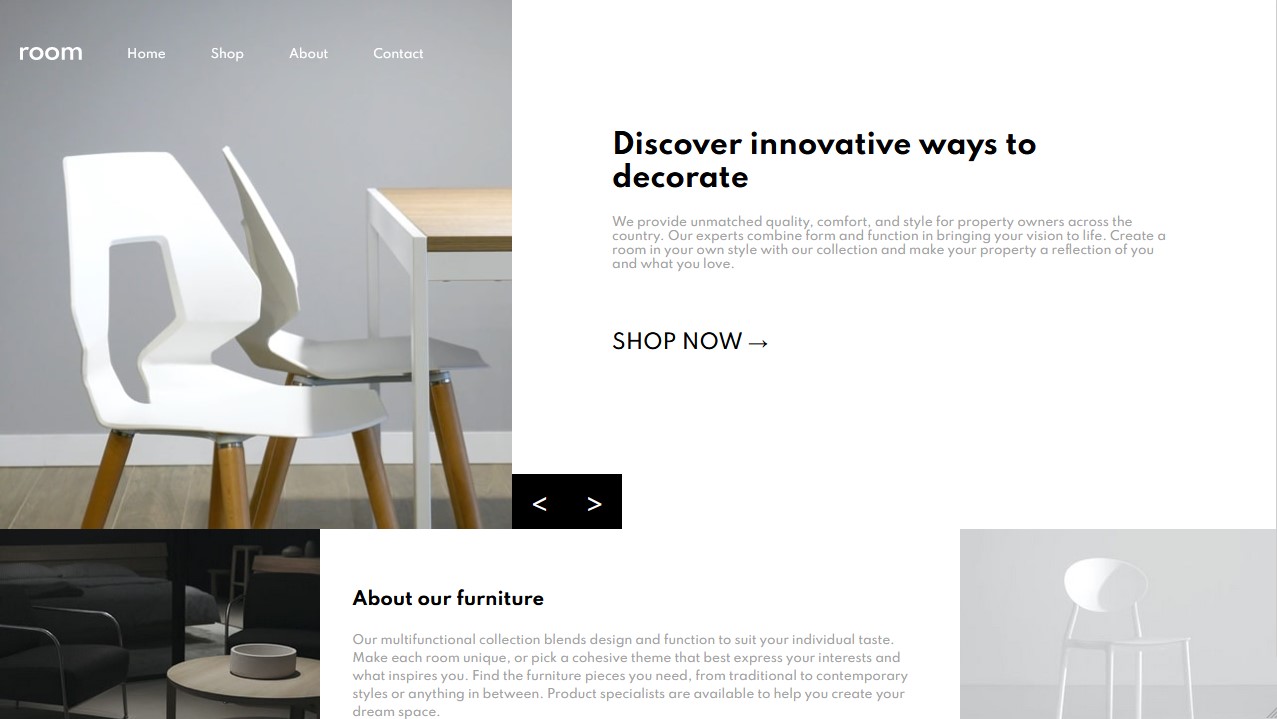 room Home Shop About Contact
Discover innovative ways to
decorate
We provide unmatched quality, comfort, and style for property owners across the
country. Our experts combine form and function in bringing your vision to life. Create a
room in your own style with our collection and make your property a reflection of you
and what you love.
SHOP NOW →
< >
About our furniture
Our multifunctional collection blends design and function to suit your individual taste.
Make each room unique, or pick a cohesive theme that best express your interests and
what inspires you. Find the furniture pieces you need, from traditional to contemporary
styles or anything in between. Product specialists are available to help you create your
dream space.